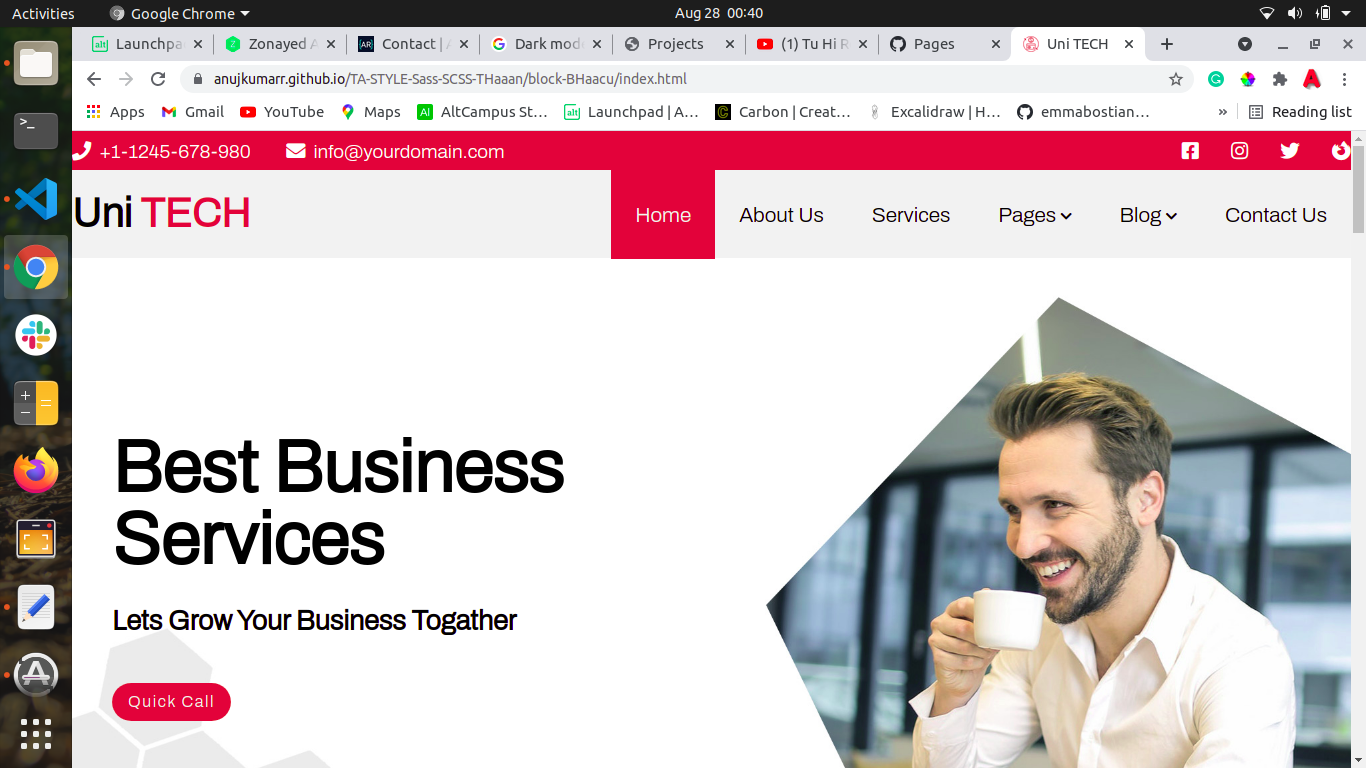 Activities
Google Chrome
Aug 28 00:40
Launchpa
Zonayed A
Contact | A
Dark mod
Projects
(1) Tu Hi R
Pages
Uni TECH
anujkumarr.github.io/TA-STYLE-Sass-SCSS-THaaan/block-BHaacu/index.html
Apps
Gmail
YouTube
Maps
AltCampus St...
Launchpad | A...
Carbon | Creat...
Excalidraw | H...
emmabostian...
»
Reading list
+1-1245-678-980
info@yourdomain.com
Uni TECH
Home
About Us
Services
Pages
Blog
Contact Us
Best Business
Services
Lets Grow Your Business Togather
Quick Call